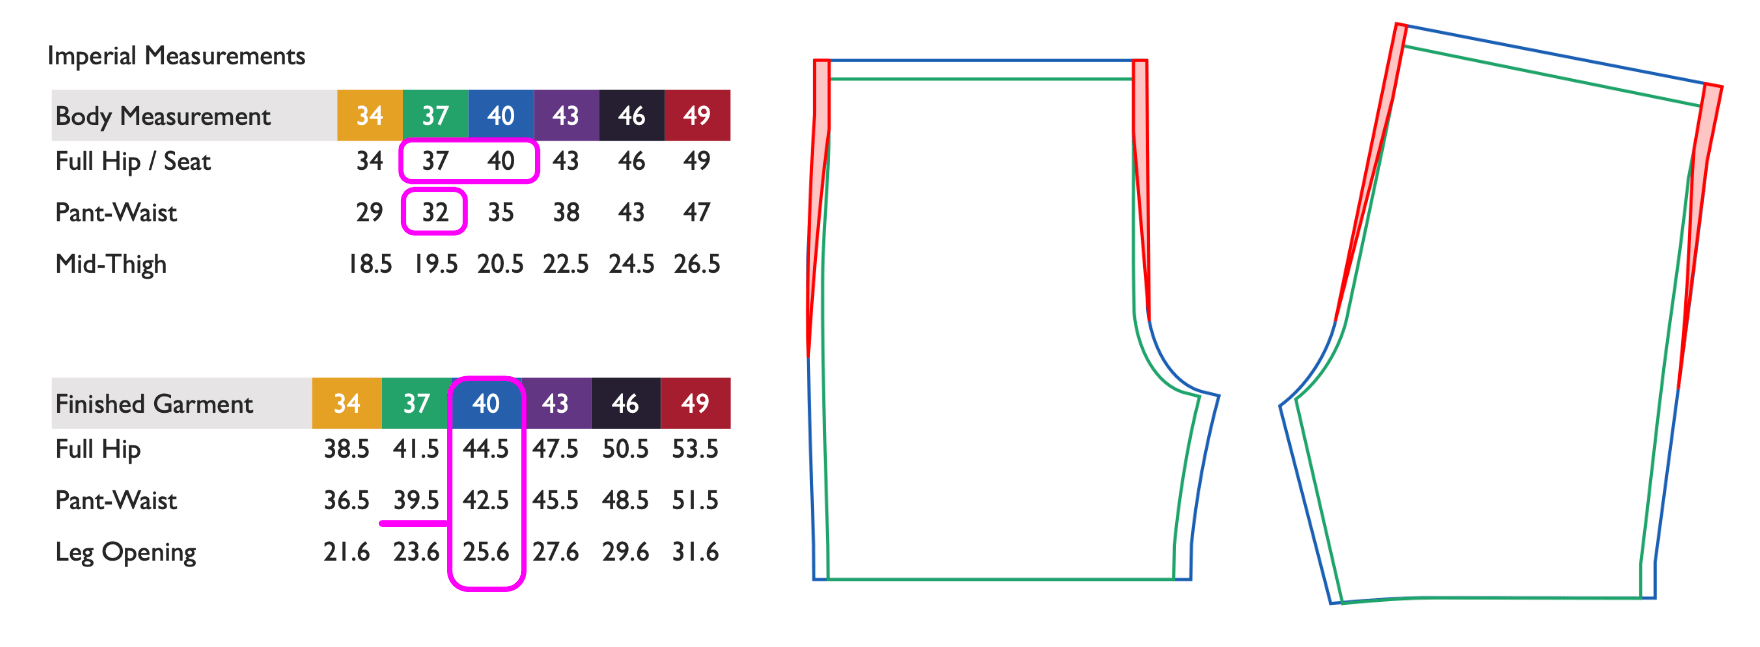 Imperial Measurements
Body Measurement 34 37 40 43 46 49
Full Hip / Seat 34 37 40 43 46 49
Pant-Waist 29 32 35 38 43 47
Mid-Thigh 18.5 19.5 20.5 22.5 24.5 26.5
Finished Garment 34 37 40 43 46 49
Full Hip 38.5 41.5 44.5 47.5 50.5 53.5
Pant-Waist 36.5 39.5 42.5 45.5 48.5 51.5
Leg Opening 21.6 23.6 25.6 27.6 29.6 31.6